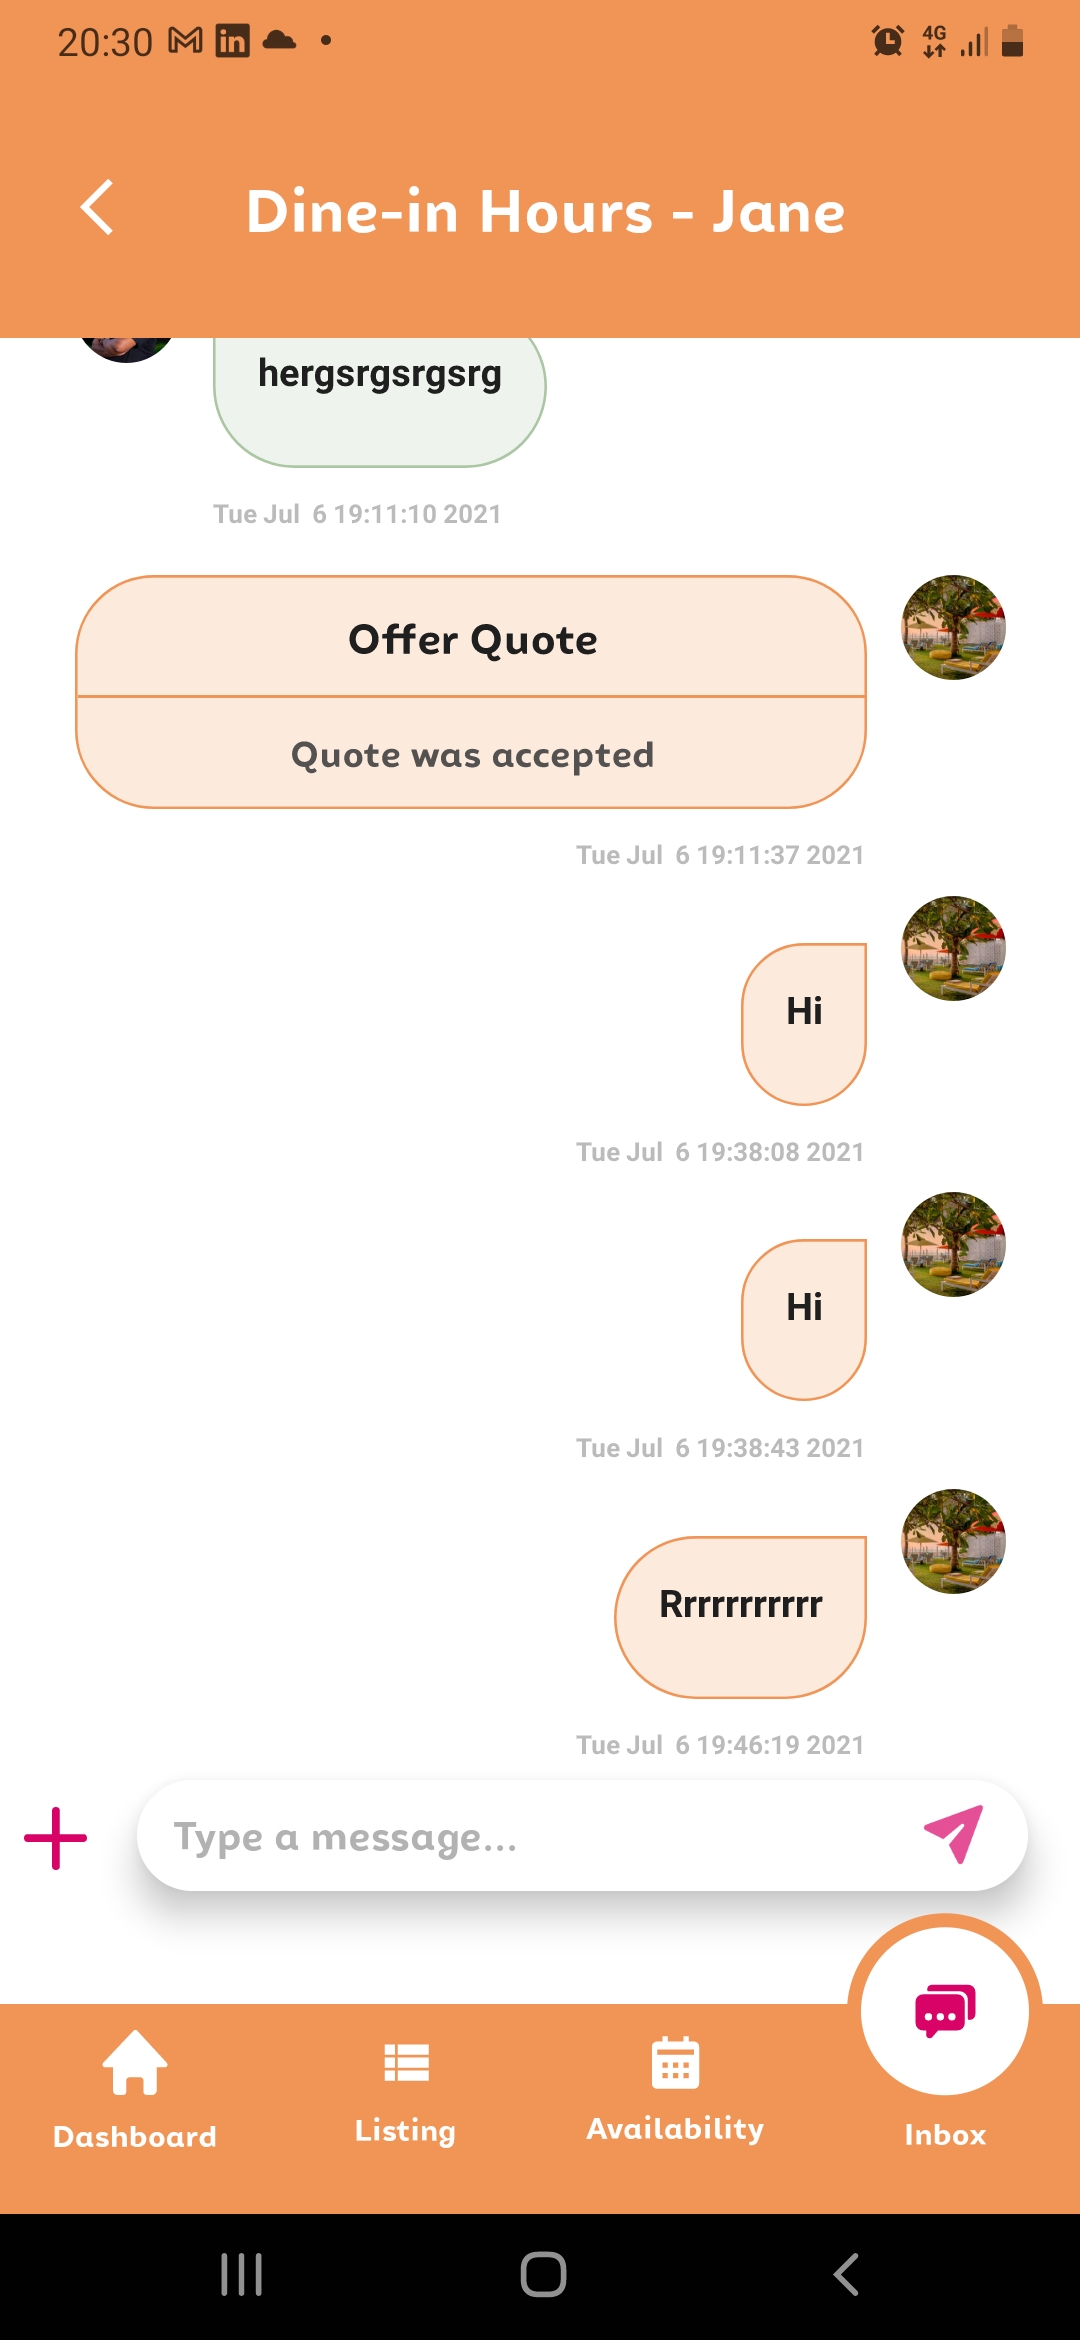 20:30
4G
Dine-in Hours - Jane
hergsrgsrgsrg
Tue Jul  6 19:11:10 2021
Offer Quote
Quote was accepted
Tue Jul  6 19:11:37 2021
Hi
Tue Jul  6 19:38:08 2021
Hi
Tue Jul  6 19:38:43 2021
Rrrrrrrrrrr
Tue Jul  6 19:46:19 2021
Type a message...
Dashboard
Listing
Availability
Inbox